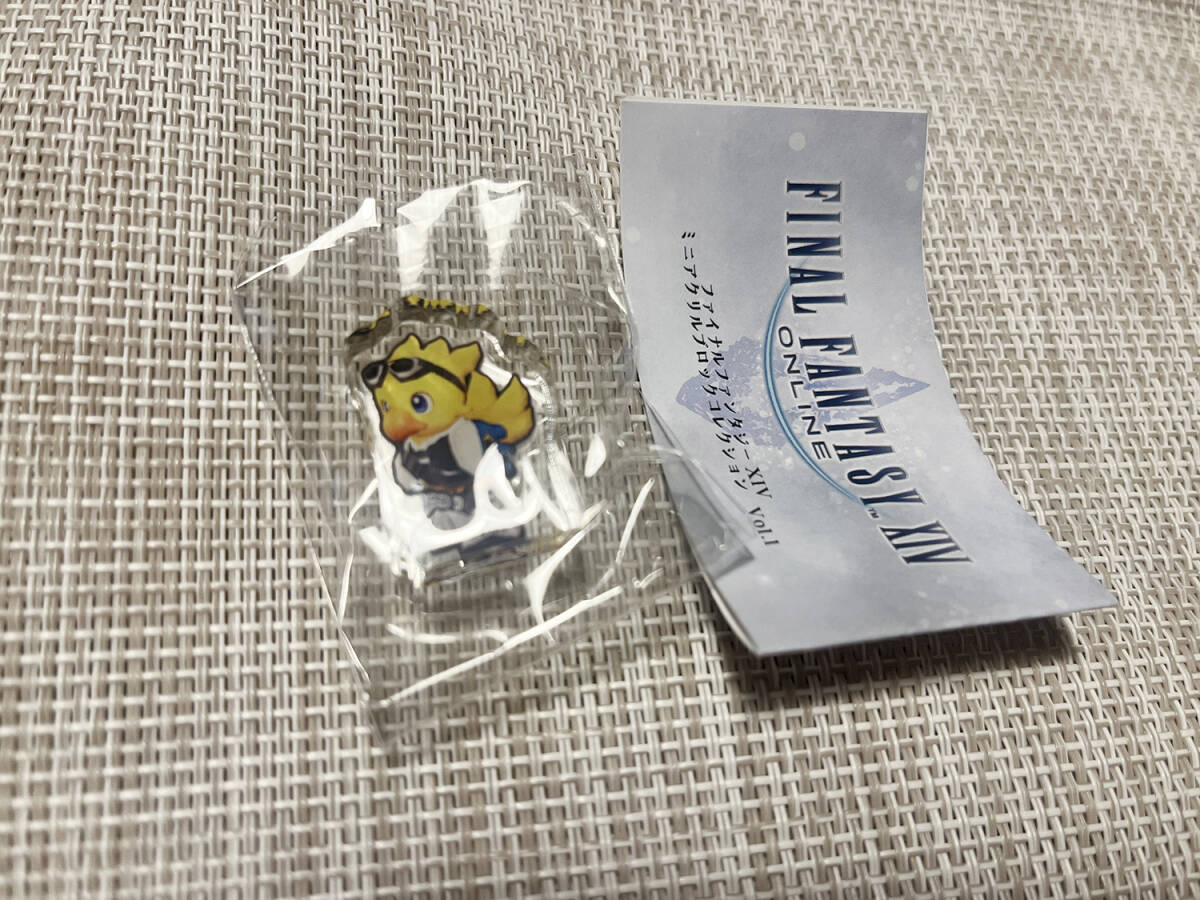 FINAL FANTASY XIV
TM
ONLINE
ファイナルファンタジーXIV
ミニアクリルブロックコレクション Vol.1